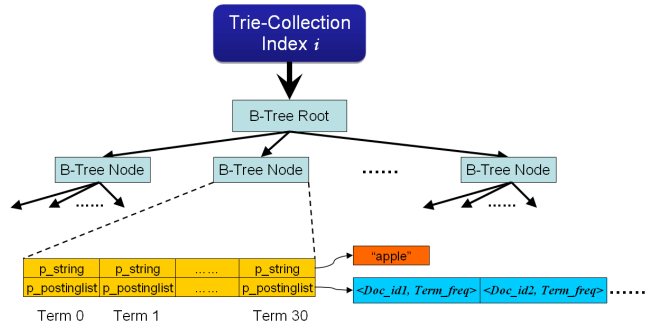 Trie-Collection
Index i
B-Tree Root
B-Tree Node
B-Tree Node
......
B-Tree Node
......
......
p_string p_string ...... p_string
"apple"
p_postinglist p_postinglist ...... p_postinglist
<Doc_id1, Term_freq> <Doc_id2, Term_freq> ......
Term 0 Term 1 Term 30